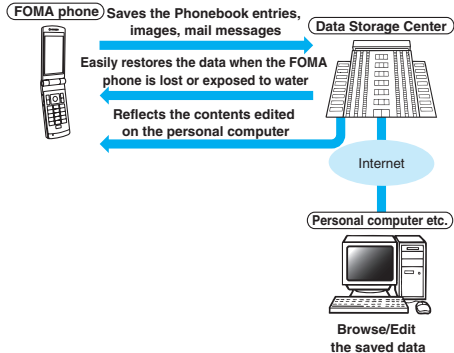 FOMA phone
Saves the Phonebook entries,
images, mail messages
Data Storage Center
Easily restores the data when the FOMA
phone is lost or exposed to water
Reflects the contents edited
on the personal computer
Internet
Personal computer etc.
Browse/Edit
the saved data